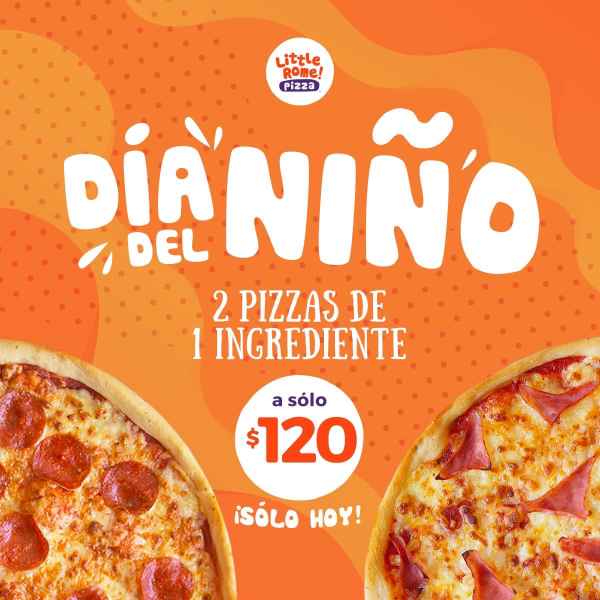 Little
Rome!
Pizza
DÍA DEL NIÑO
2 PIZZAS DE
1 INGREDIENTE
a sólo
$120
¡SÓLO HOY!